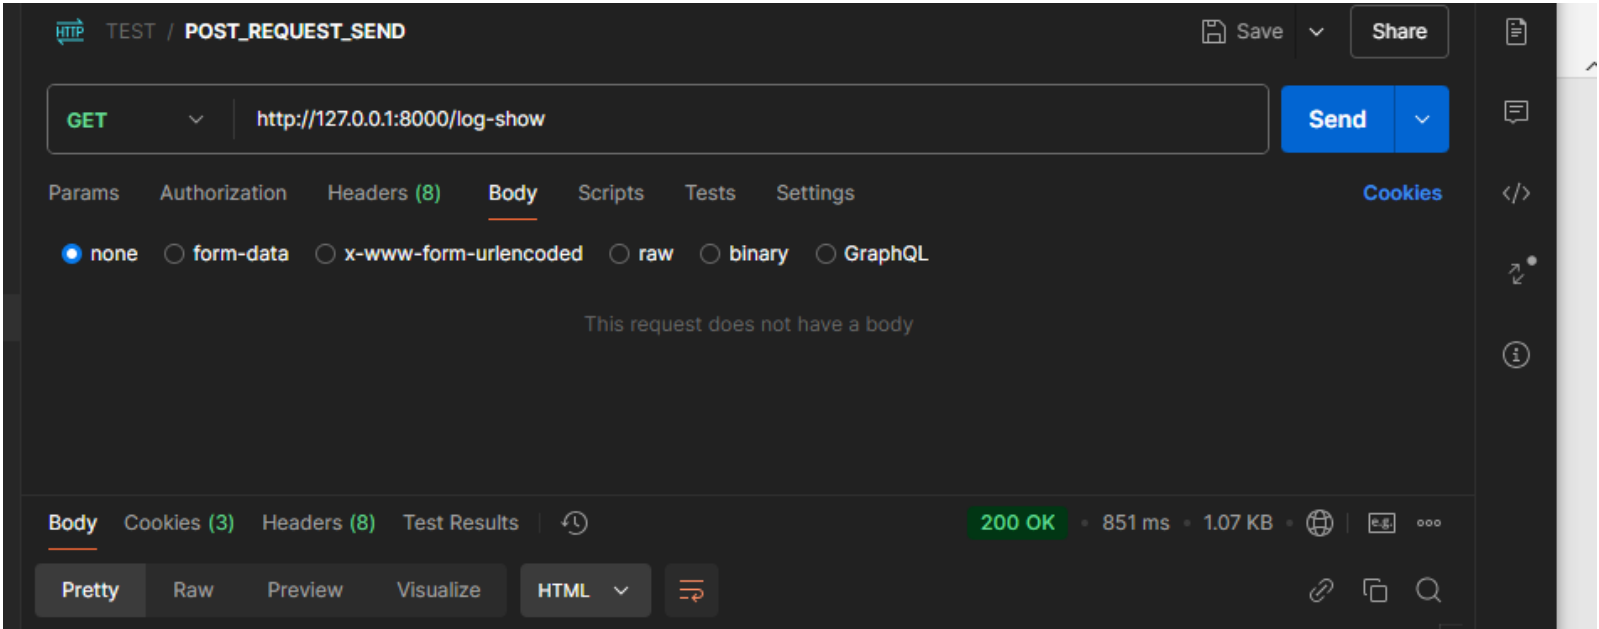 HTTP TEST / POST_REQUEST_SEND Save Share
GET http://127.0.0.1:8000/log-show Send
Params Authorization Headers (8) Body Scripts Tests Settings Cookies
none form-data x-www-form-urlencoded raw binary GraphQL
This request does not have a body
Body Cookies (3) Headers (8) Test Results 200 OK • 851 ms • 1.07 KB • e.g.
Pretty Raw Preview Visualize HTML